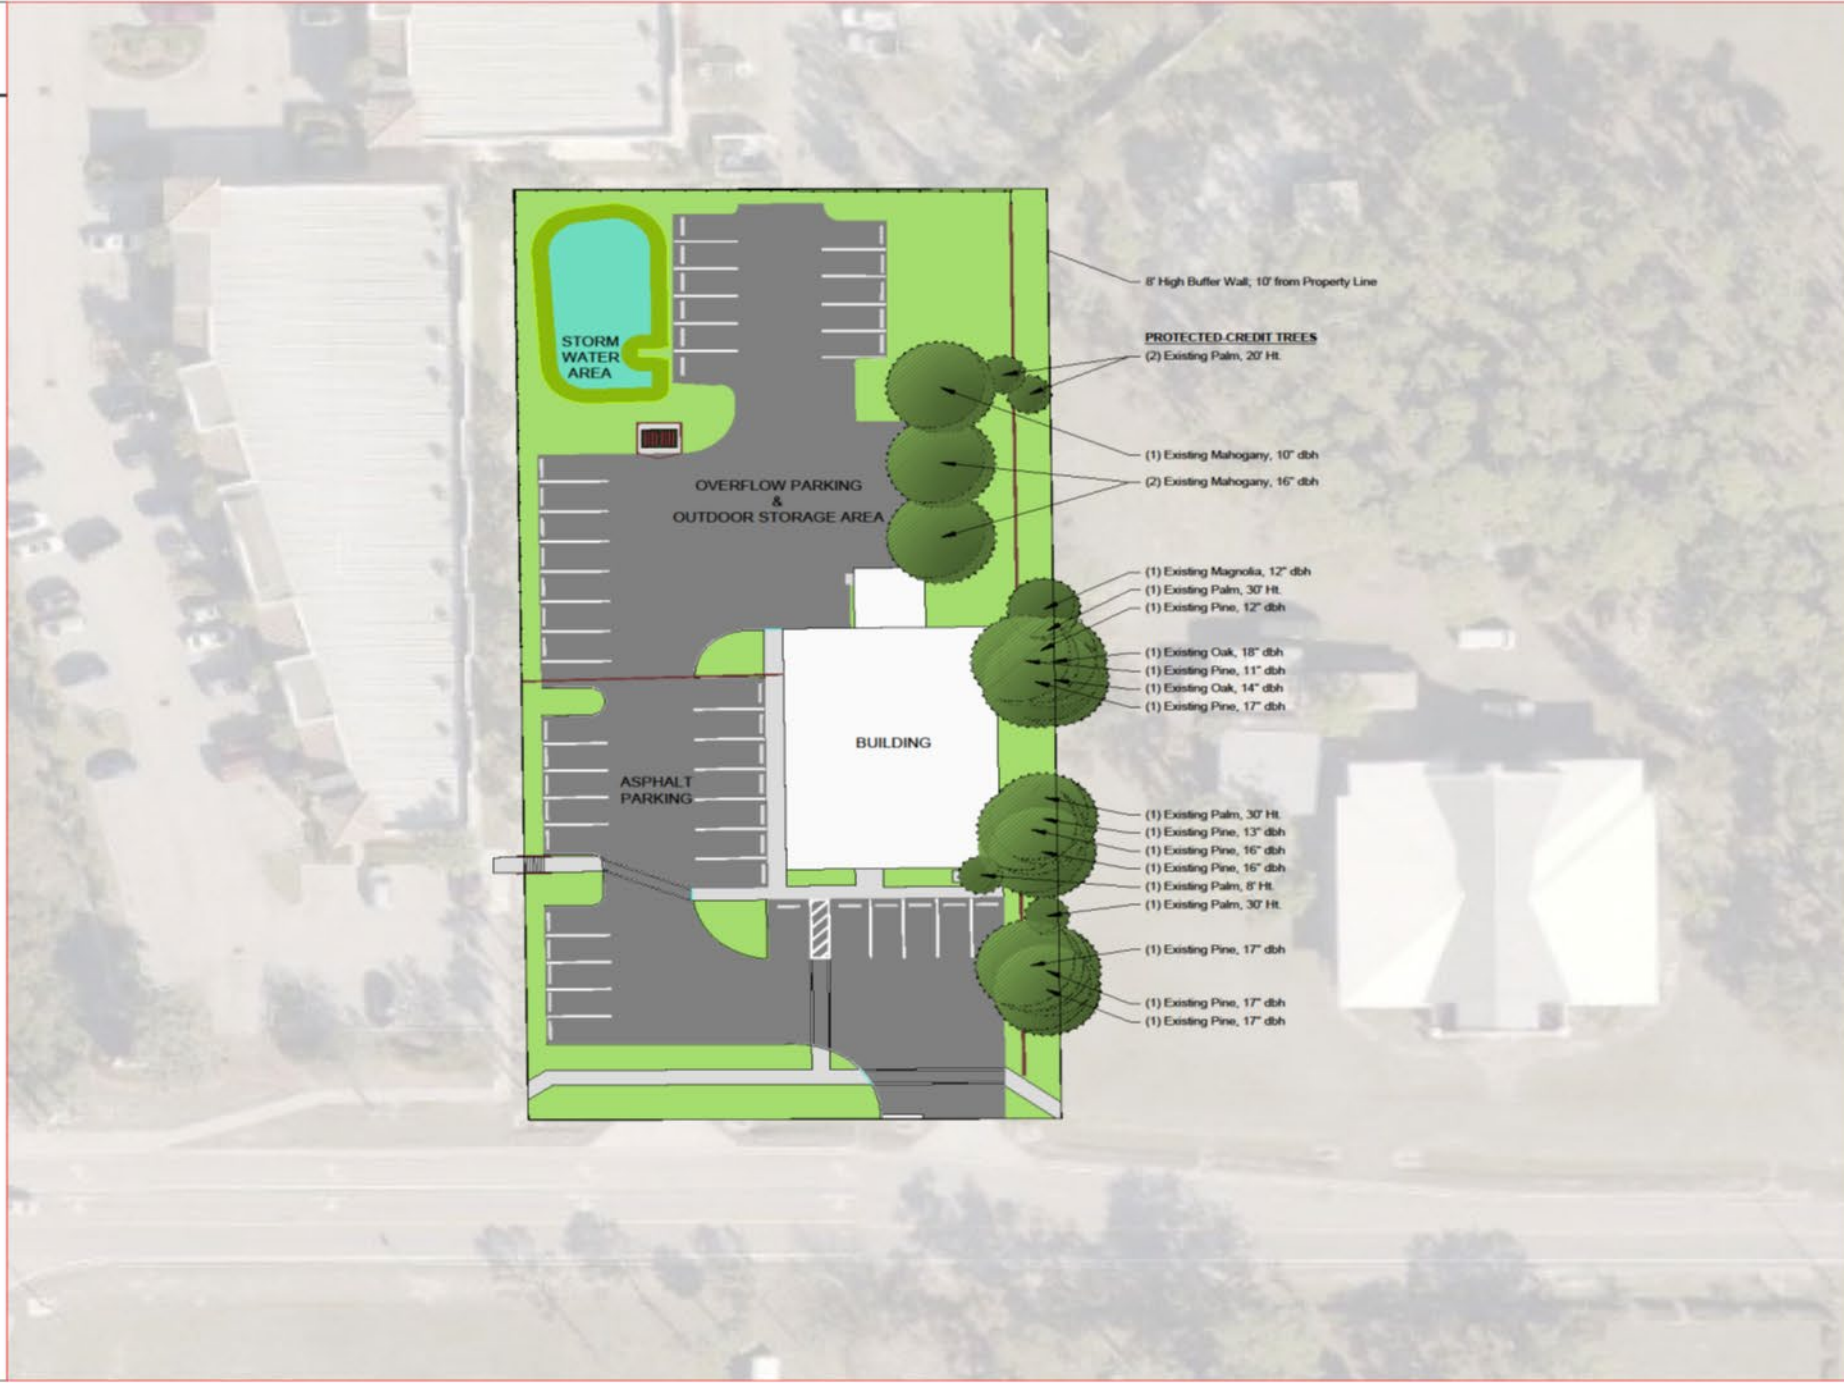 8' High Buffer Wall; 10' from Property Line
PROTECTED CREDIT TREES
(2) Existing Palm, 20' Ht.
(1) Existing Mahogany, 10" dbh
(2) Existing Mahogany, 16" dbh
(1) Existing Magnolia, 12" dbh
(1) Existing Palm, 30' Ht.
(1) Existing Pine, 12" dbh
(1) Existing Oak, 18" dbh
(1) Existing Pine, 11" dbh
(1) Existing Oak, 14" dbh
(1) Existing Pine, 17" dbh
(1) Existing Palm, 30' Ht.
(1) Existing Pine, 13" dbh
(1) Existing Pine, 16" dbh
(1) Existing Pine, 16" dbh
(1) Existing Palm, 8' Ht.
(1) Existing Palm, 30' Ht.
(1) Existing Pine, 17" dbh
(1) Existing Pine, 17" dbh
(1) Existing Pine, 17" dbh
STORM
WATER
AREA
OVERFLOW PARKING
&
OUTDOOR STORAGE AREA
BUILDING
ASPHALT
PARKING